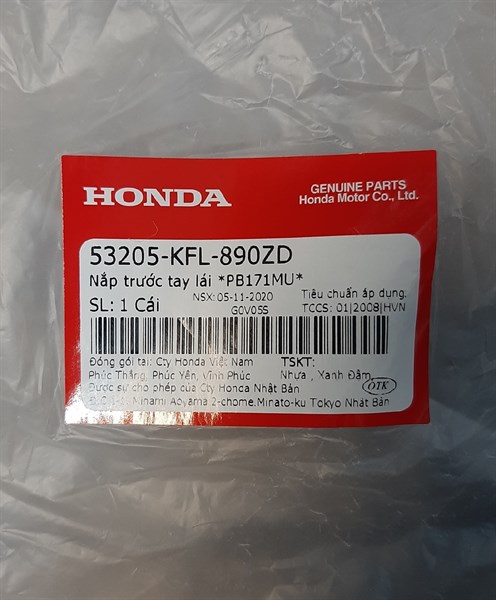 HONDA
GENUINE PARTS
Honda Motor Co., Ltd.
53205-KFL-890ZD
Nắp trước tay lái *PB171MU*
SL: 1 Cái
NSX: 05-11-2020
G0V05S
Tiêu chuẩn áp dụng.
TCCS: 01|2008|HVN
Đóng gói tại: Cty Honda Việt Nam
Phúc Thắng, Phúc Yên, Vĩnh Phúc
Được sự cho phép của Cty Honda Nhật Bản
Minami Aoyama 2-chome.Minato-ku Tokyo Nhật Bản
TSKT:
Nhựa , Xanh Đậm,
OTK